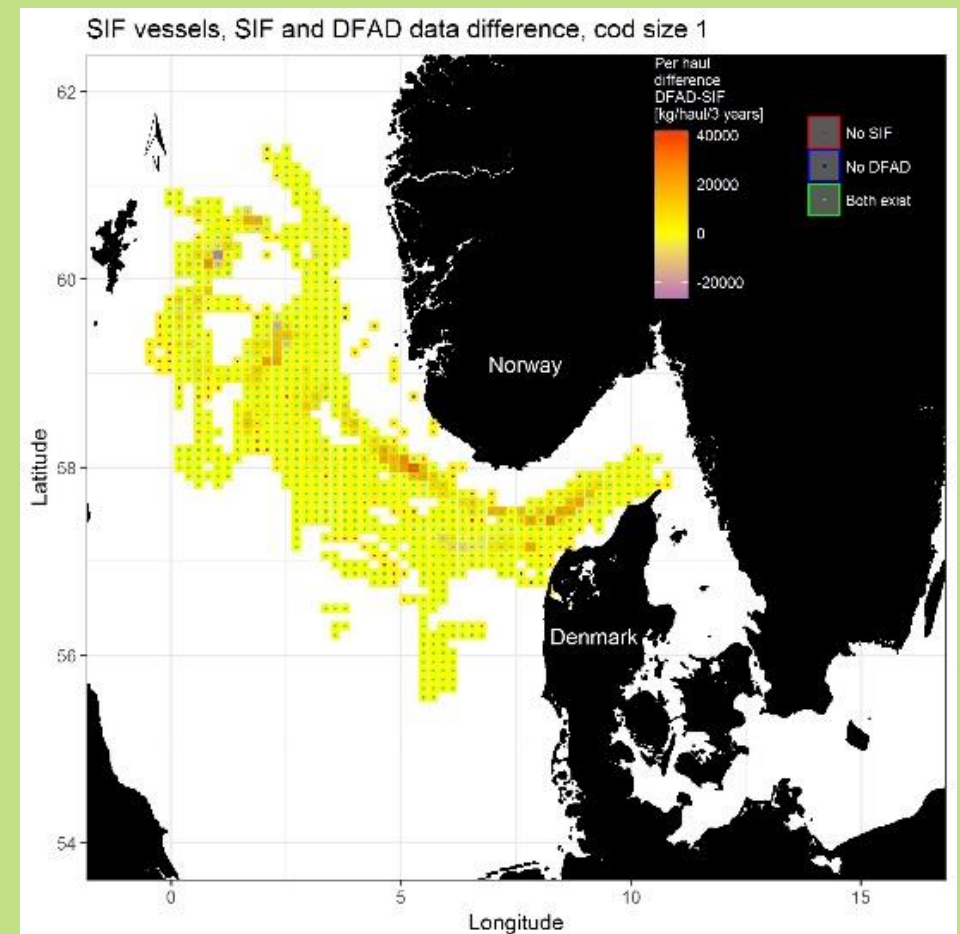 SIF vessels, SIF and DFAD data difference, cod size 1
Per haul
difference
DFAD-SIF
[kg/haul/3 years]
40000
20000
0
-20000
No SIF
No DFAD
Both exist
N
62
60
58
56
54
Latitude
Norway
Denmark
0
5
10
15
Longitude